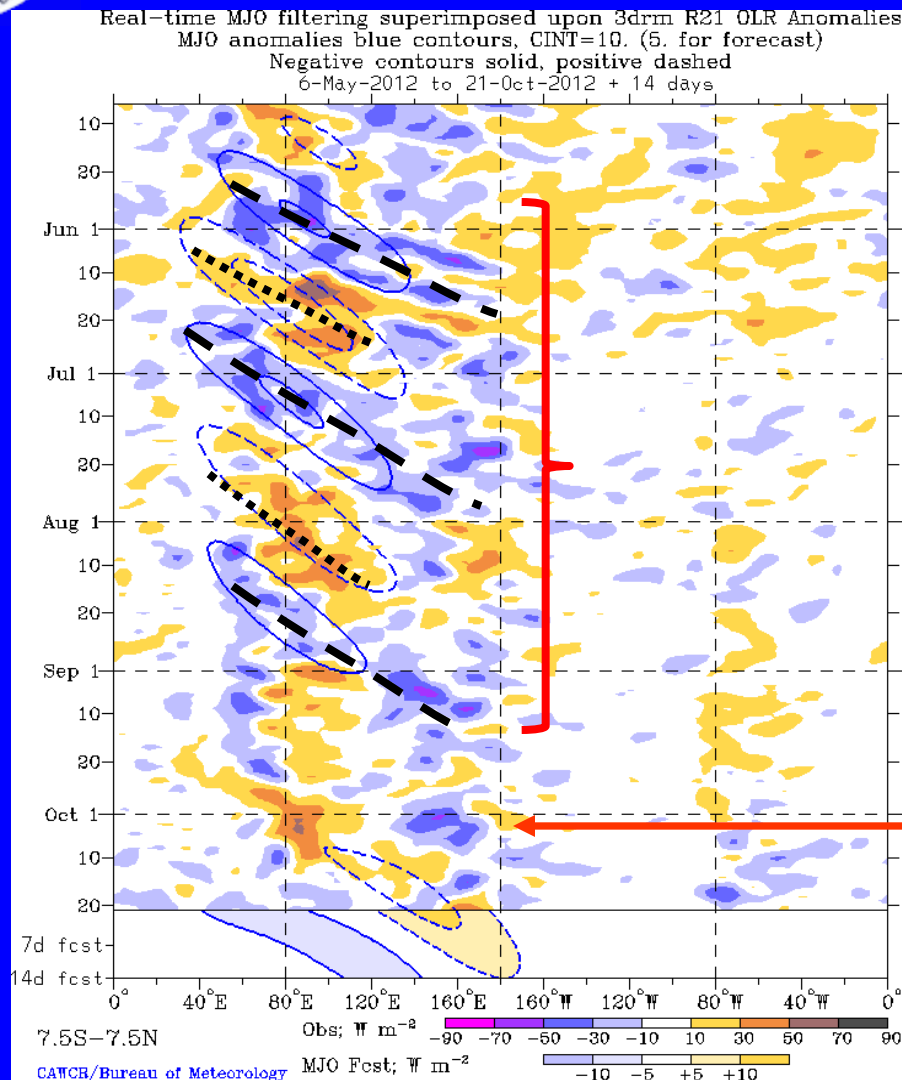 Real-time MJO filtering superimposed upon 3drm R21 OLR Anomalies
MJO anomalies blue contours, CINT=10. (5. for forecast)
Negative contours solid, positive dashed
6-May-2012 to 21-Oct-2012 + 14 days
10
20
Jun 1
10
20
Jul 1
10
20
Aug 1
10
20
Sep 1
10
20
Oct 1
10
20
7d fcst
14d fcst
0° 40°E 80°E 120°E 160°E 160°W 120°W 80°W 40°W 0°
7.5S-7.5N
Obs; W m⁻²
-90 -70 -50 -30 -10 10 30 50 70 90
CAWCR/Bureau of Meteorology
MJO Fcst; W m⁻²
-10 -5 +5 +10